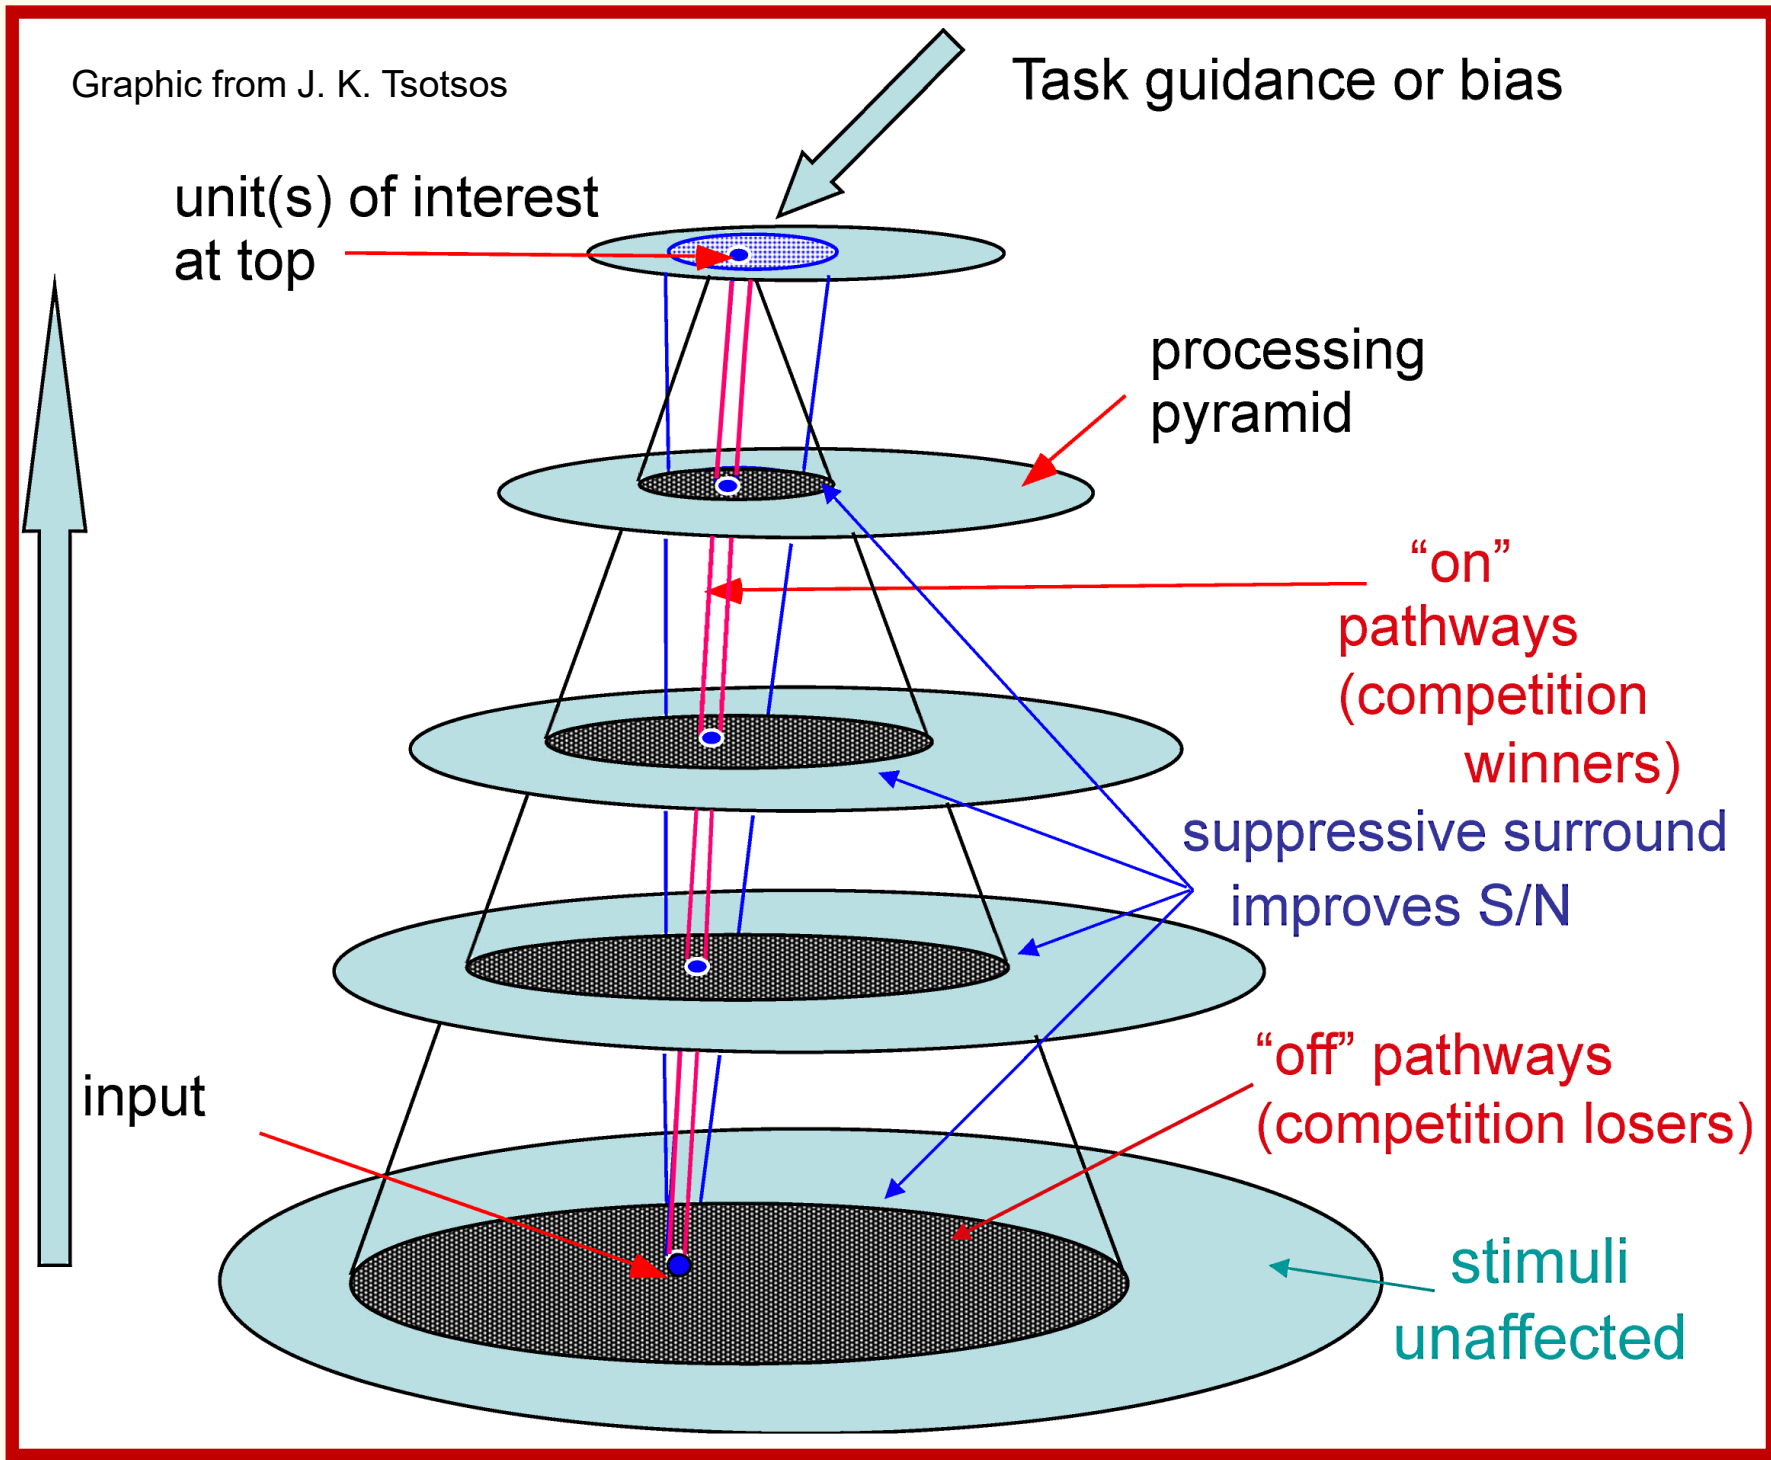 Graphic from J. K. Tsotsos
Task guidance or bias
unit(s) of interest
at top
processing
pyramid
“on”
pathways
(competition
winners)
suppressive surround
improves S/N
“off” pathways
(competition losers)
input
stimuli
unaffected